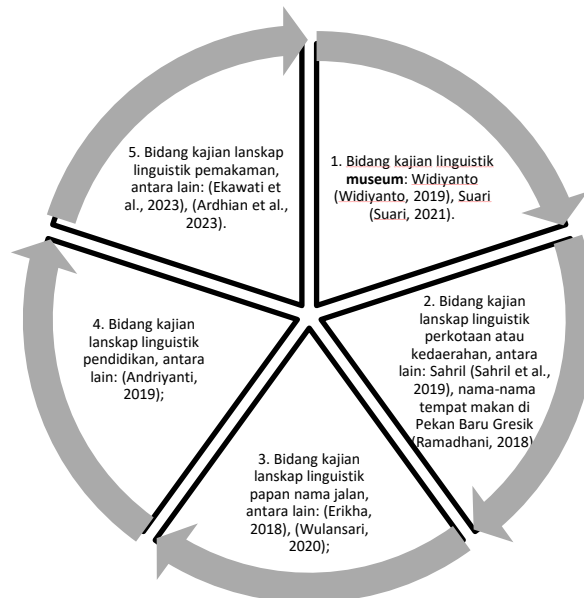 1. Bidang kajian linguistik
museum: Widiyanto
(Widiyanto, 2019), Suari
(Suari, 2021).
2. Bidang kajian
lanskap linguistik
perkotaan atau
kedaerahan, antara
lain: Sahril (Sahril et al.,
2019), nama-nama
tempat makan di
Pekan Baru Gresik
(Ramadhani, 2018)
3. Bidang kajian
lanskap linguistik
papan nama jalan,
antara lain: (Erikha,
2018), (Wulansari,
2020);
4. Bidang kajian
lanskap linguistik
pendidikan, antara
lain: (Andriyanti,
2019);
5. Bidang kajian lanskap
linguistik pemakaman,
antara lain: (Ekawati et
al., 2023), (Ardhian et al.,
2023).